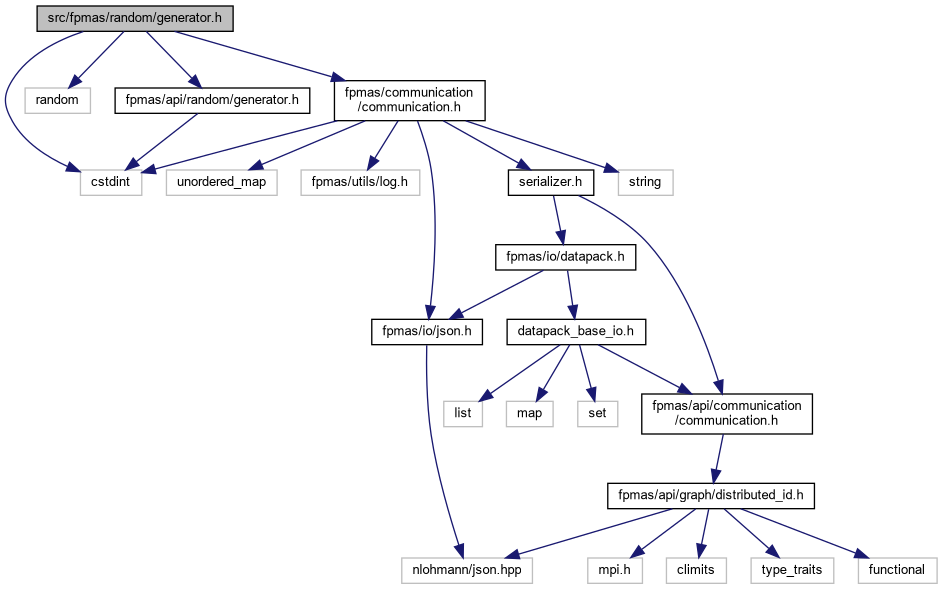 src/fpmas/random/generator.h
random
fpmas/api/random/generator.h
fpmas/communication
/communication.h
cstdint
unordered_map
fpmas/utils/log.h
serializer.h
string
fpmas/io/datapack.h
fpmas/io/json.h
datapack_base_io.h
list
map
set
fpmas/api/communication
/communication.h
fpmas/api/graph/distributed_id.h
nlohmann/json.hpp
mpi.h
climits
type_traits
functional